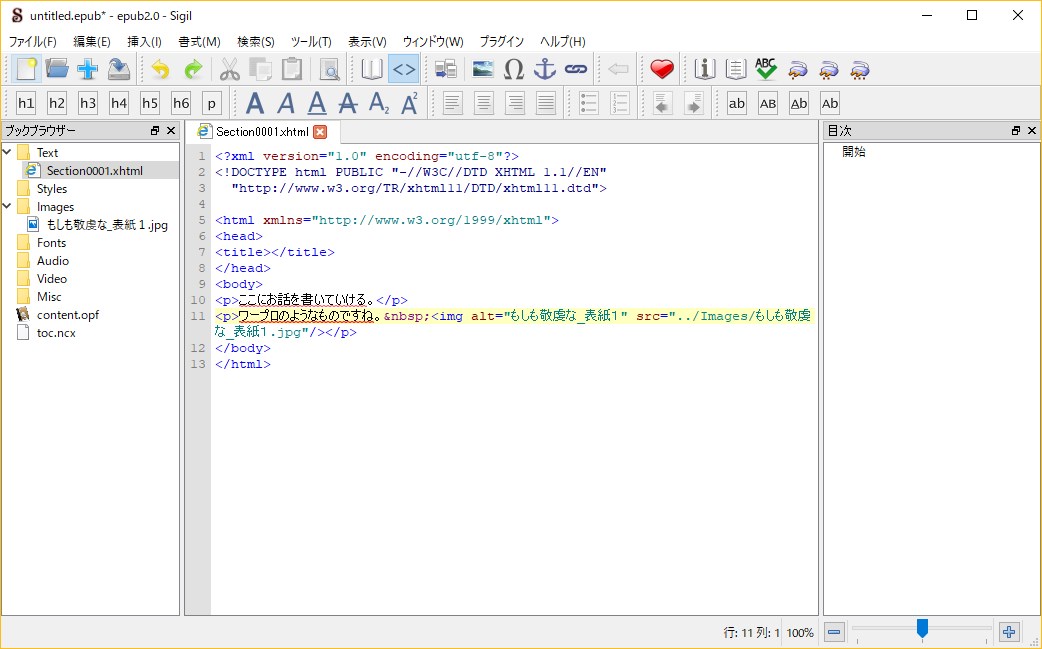 untitled.epub* - epub2.0 - Sigil
ファイル(F) 編集(E) 挿入(I) 書式(M) 検索(S) ツール(T) 表示(V) ウィンドウ(W) プラグイン ヘルプ(H)
ABC
h1 h2 h3 h4 h5 h6 p A A A A A2 A2 ab AB Ab Ab
ブックブラウザー
Text
Section0001.xhtml
Styles
Images
もしも敬虔な_表紙１.jpg
Fonts
Audio
Video
Misc
content.opf
toc.ncx
Section0001.xhtml
1 <?xml version="1.0" encoding="utf-8"?>
2 <!DOCTYPE html PUBLIC "-//W3C//DTD XHTML 1.1//EN"
3 "http://www.w3.org/TR/xhtml11/DTD/xhtml11.dtd">
4
5 <html xmlns="http://www.w3.org/1999/xhtml">
6 <head>
7 <title></title>
8 </head>
9 <body>
10 <p>ここにお話を書いていける。</p>
11 <p>ワープロのようなものですね。&nbsp;<img alt="もしも敬虔な_表紙1" src="../Images/もしも敬虔
な_表紙1.jpg"/></p>
12 </body>
13 </html>
目次
開始
行: 11 列: 1 100%